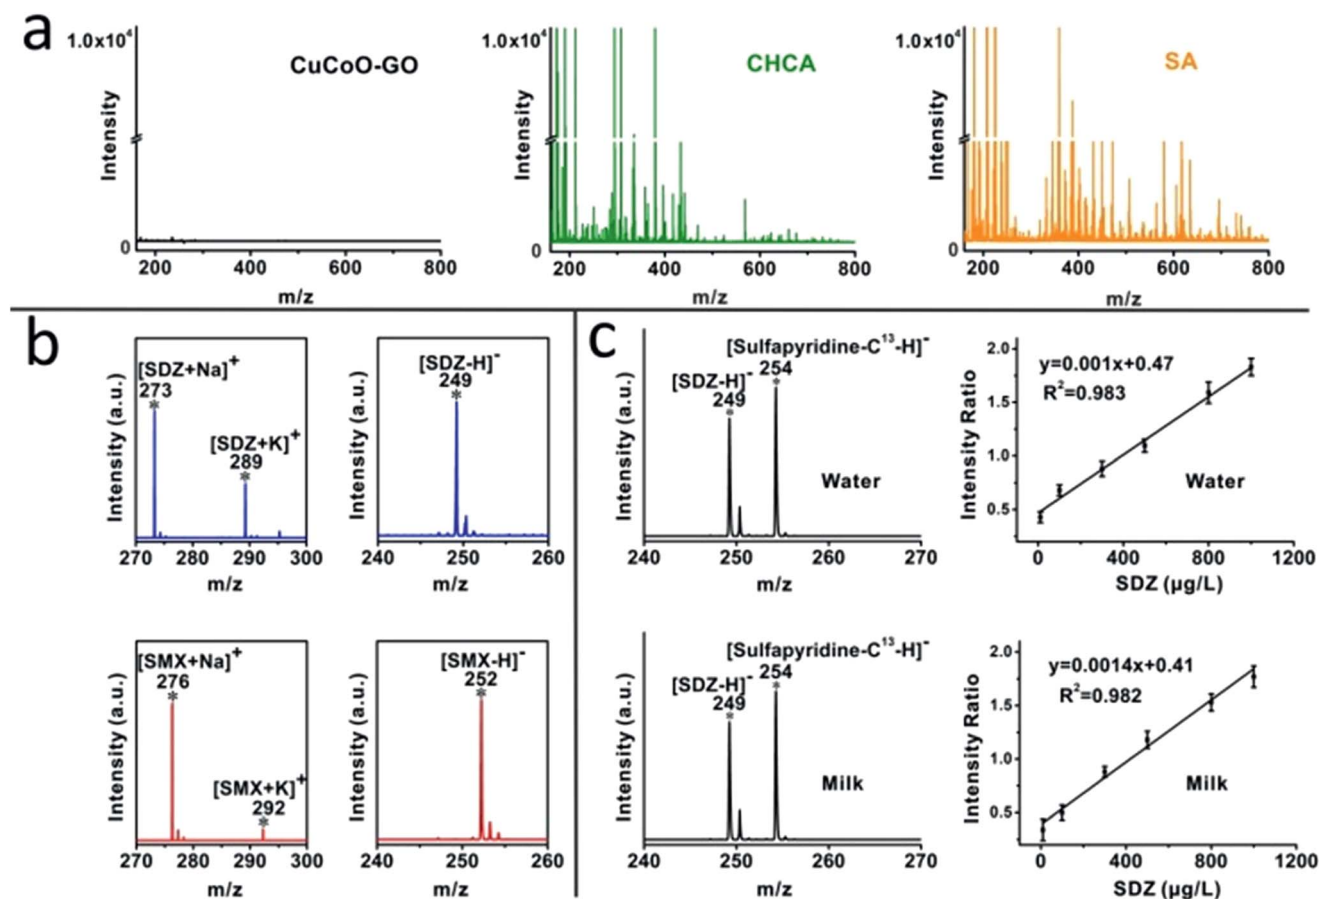 a
1.0x10⁴
CuCoO-GO
Intensity
0
200 400 600 800
m/z
1.0x10⁴
CHCA
Intensity
0
200 400 600 800
m/z
1.0x10⁴
SA
Intensity
0
200 400 600 800
m/z
b
[SDZ+Na]⁺
273
[SDZ+K]⁺
289
Intensity (a.u.)
270 280 290 300
m/z
[SDZ-H]⁻
249
Intensity (a.u.)
240 250 260
m/z
[SMX+Na]⁺
276
[SMX+K]⁺
292
Intensity (a.u.)
270 280 290 300
m/z
[SMX-H]⁻
252
Intensity (a.u.)
240 250 260
m/z
c
[Sulfapyridine-C¹³-H]⁻
254
[SDZ-H]⁻
249
Water
Intensity (a.u.)
240 250 260 270
m/z
2.0
y=0.001x+0.47
R²=0.983
1.5
1.0
0.5
Water
Intensity Ratio
0 400 800 1200
SDZ (μg/L)
[Sulfapyridine-C¹³-H]⁻
254
[SDZ-H]⁻
249
Milk
Intensity (a.u.)
240 250 260 270
m/z
2.0
y=0.0014x+0.41
R²=0.982
1.5
1.0
0.5
Milk
Intensity Ratio
0 400 800 1200
SDZ (μg/L)